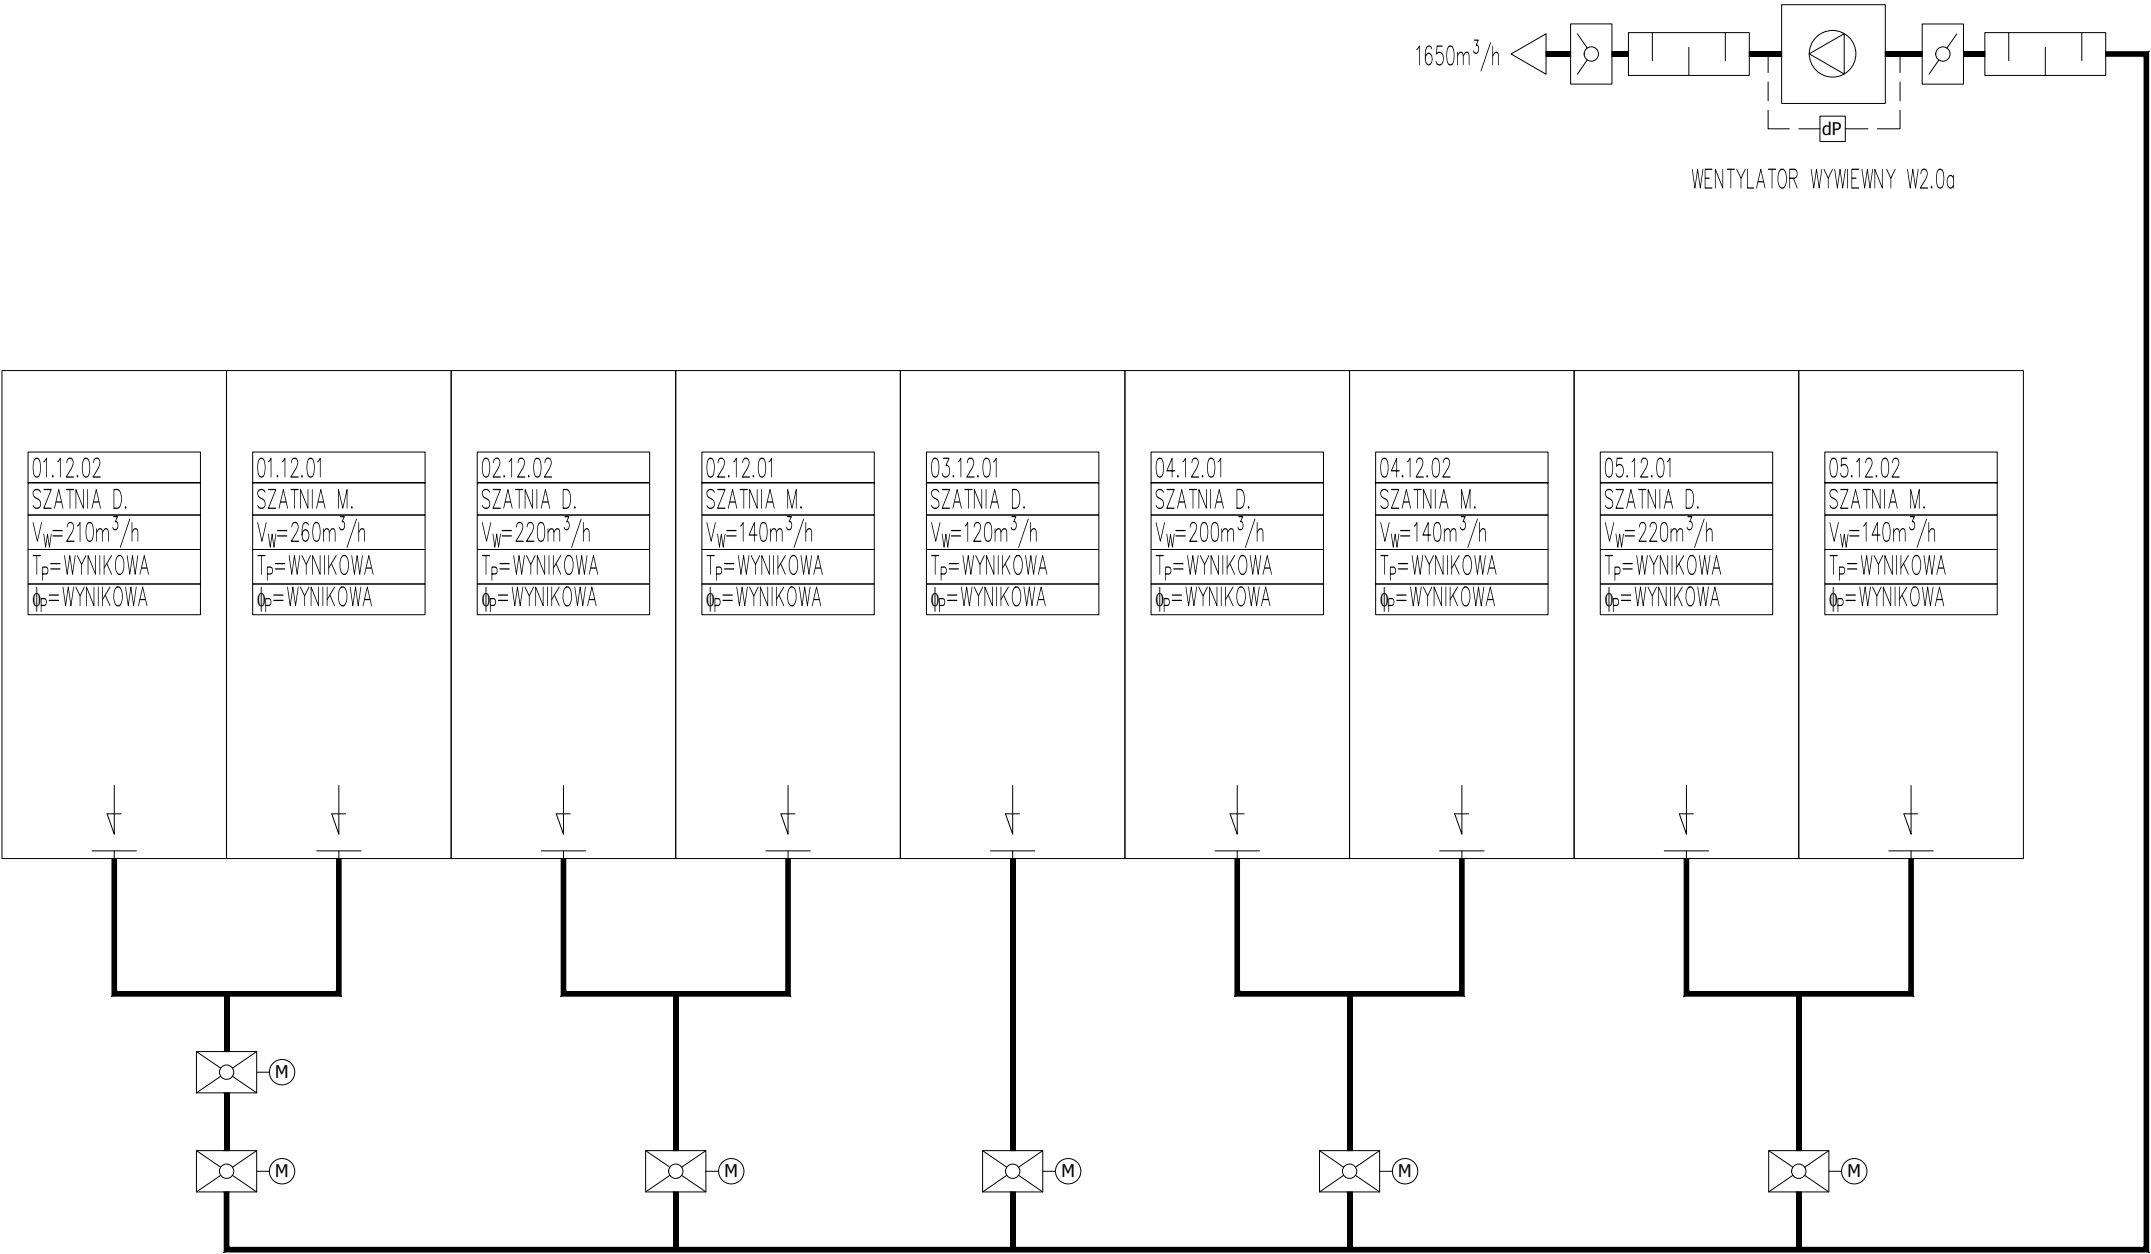 1650m³/h
dP
WENTYLATOR WYWIEWNY W2.0a
01.12.02
SZATNIA D.
VW=210m³/h
TP=WYNIKOWA
ϕP=WYNIKOWA
01.12.01
SZATNIA M.
VW=260m³/h
TP=WYNIKOWA
ϕP=WYNIKOWA
02.12.02
SZATNIA D.
VW=220m³/h
TP=WYNIKOWA
ϕP=WYNIKOWA
02.12.01
SZATNIA M.
VW=140m³/h
TP=WYNIKOWA
ϕP=WYNIKOWA
03.12.01
SZATNIA D.
VW=120m³/h
TP=WYNIKOWA
ϕP=WYNIKOWA
04.12.01
SZATNIA D.
VW=200m³/h
TP=WYNIKOWA
ϕP=WYNIKOWA
04.12.02
SZATNIA M.
VW=140m³/h
TP=WYNIKOWA
ϕP=WYNIKOWA
05.12.01
SZATNIA D.
VW=220m³/h
TP=WYNIKOWA
ϕP=WYNIKOWA
05.12.02
SZATNIA M.
VW=140m³/h
TP=WYNIKOWA
ϕP=WYNIKOWA
M
M
M
M
M
M